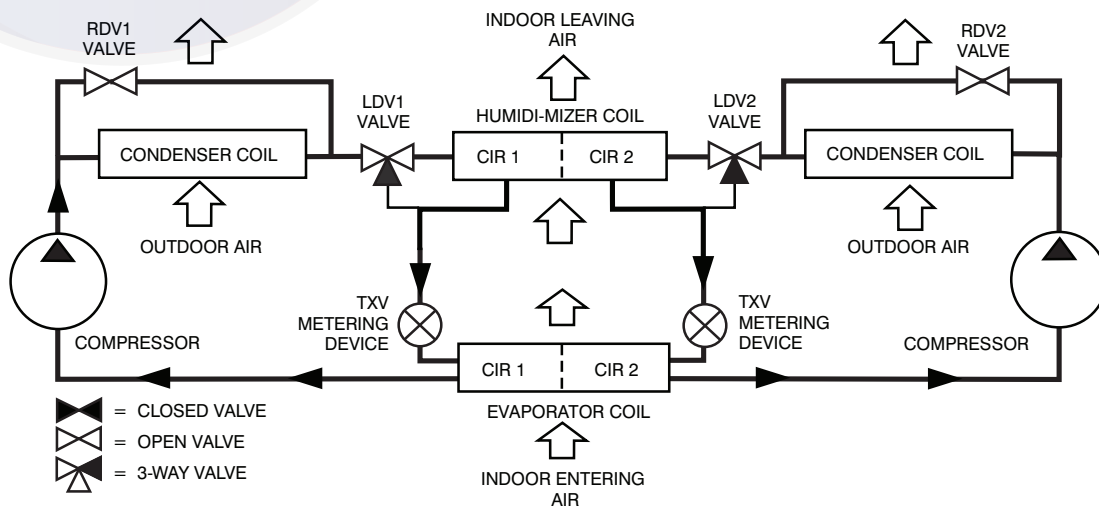 RDV1
VALVE
INDOOR LEAVING
AIR
RDV2
VALVE
LDV1
VALVE
HUMIDI-MIZER COIL
LDV2
VALVE
CONDENSER COIL
CIR 1
CIR 2
CONDENSER COIL
OUTDOOR AIR
OUTDOOR AIR
TXV
METERING
DEVICE
TXV
METERING
DEVICE
COMPRESSOR
COMPRESSOR
CIR 1
CIR 2
EVAPORATOR COIL
= CLOSED VALVE
= OPEN VALVE
= 3-WAY VALVE
INDOOR ENTERING
AIR